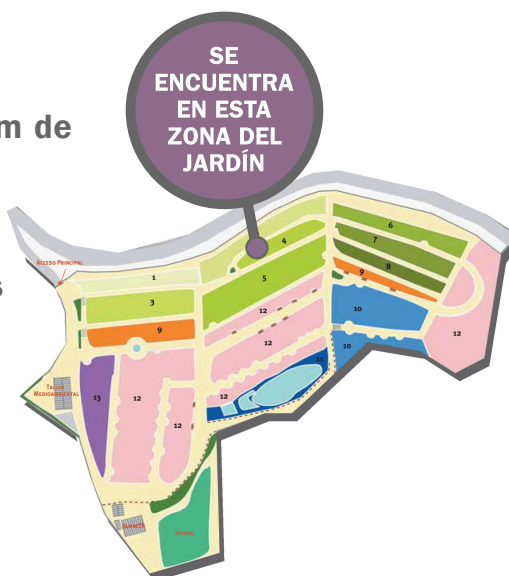 SE
ENCUENTRA
EN ESTA
ZONA DEL
JARDÍN
m de
s
ACCESO PRINCIPAL
1
3
9
4
5
6
7
8
9
10
10
11
12
12
12
12
12
12
13
TALLER
MEDIOAMBIENTAL
VIVERO